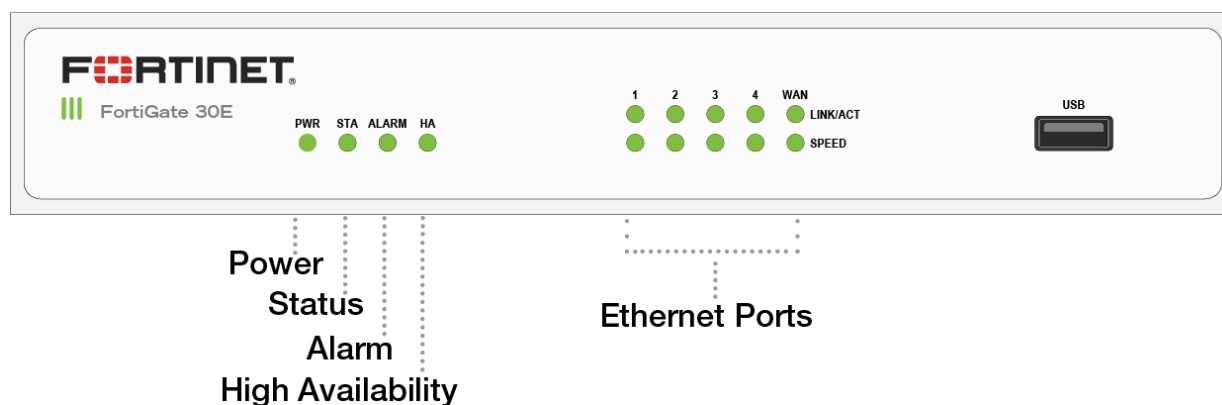 FORTINET®
FortiGate 30E
PWR STA ALARM HA
1 2 3 4 WAN
LINK/ACT
SPEED
USB
Power
Status
Alarm
High Availability
Ethernet Ports